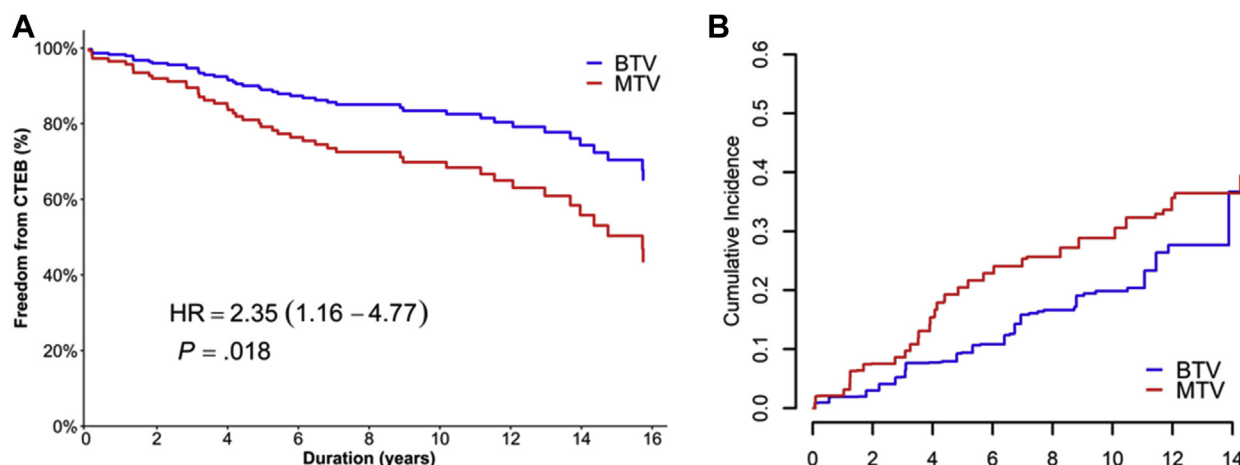 A
100%
80%
60%
40%
20%
0%
Freedom from CTEB (%)
BTV
MTV
HR = 2.35 (1.16 – 4.77)
P = .018
0 2 4 6 8 10 12 14 16
Duration (years)
B
0.6
0.5
0.4
0.3
0.2
0.1
0.0
Cumulative Incidence
BTV
MTV
0 2 4 6 8 10 12 14